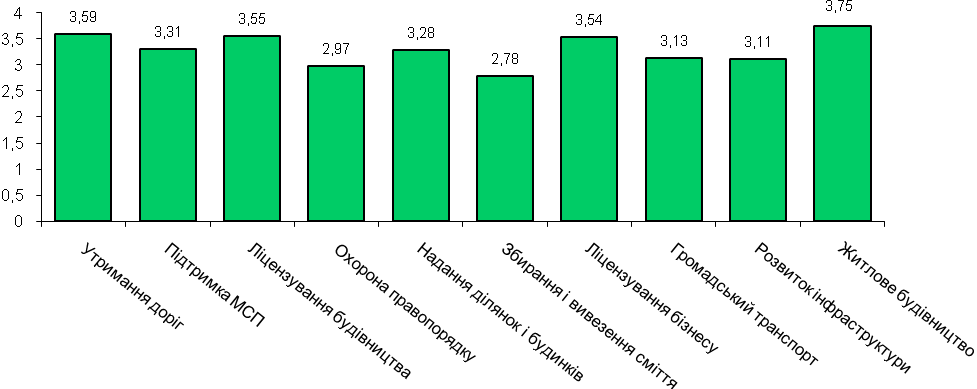 4
3,5
3
2,5
2
1,5
1
0,5
0
3,59
3,31
3,55
2,97
3,28
2,78
3,54
3,13
3,11
3,75
Утримання доріг
Підтримка МСП
Ліцензування будівництва
Охорона правопорядку
Надання ділянок і будинків
Збирання і вивезення сміття
Ліцензування бізнесу
Громадський транспорт
Розвиток інфраструктури
Житлове будівництво